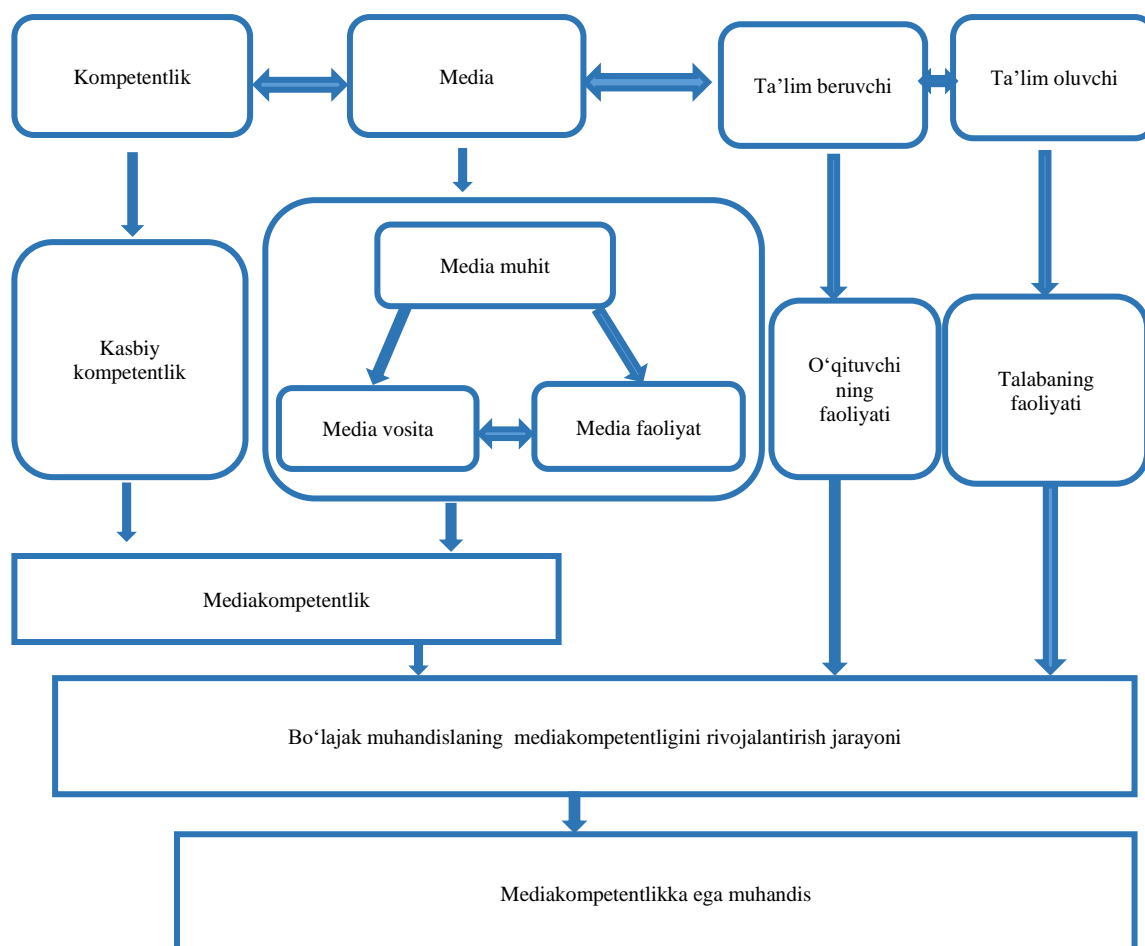 Kompetentlik
Media
Ta’lim beruvchi
Ta’lim oluvchi
Media muhit
Kasbiy
kompetentlik
Media vosita
Media faoliyat
O‘qituvchi
ning
faoliyati
Talabaning
faoliyati
Mediakompetentlik
Bo‘lajak muhandislaning mediakompetentligini rivojalantirish jarayoni
Mediakompetentlikka ega muhandis